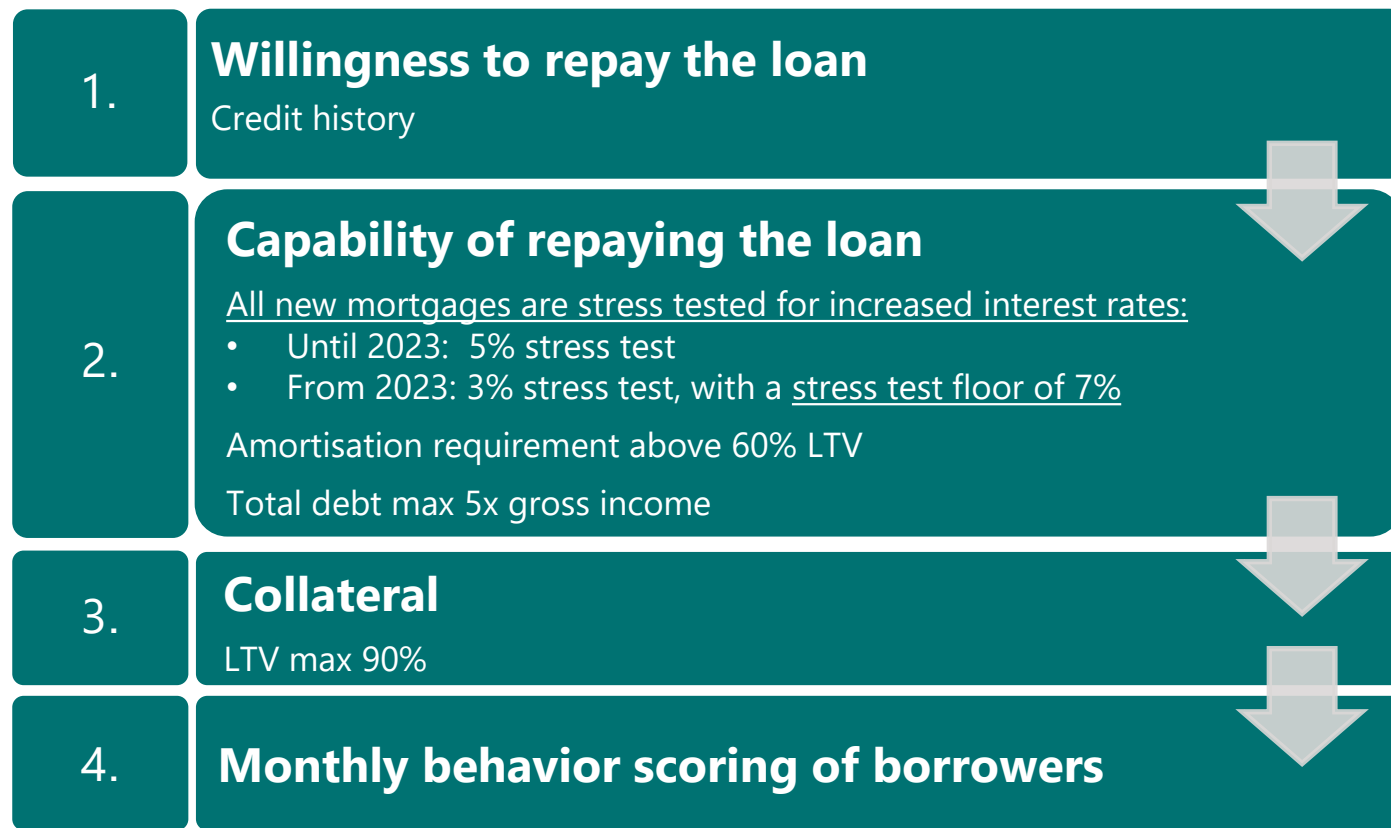 1.
Willingness to repay the loan
Credit history
2.
Capability of repaying the loan
All new mortgages are stress tested for increased interest rates:
• Until 2023: 5% stress test
• From 2023: 3% stress test, with a stress test floor of 7%
Amortisation requirement above 60% LTV
Total debt max 5x gross income
3.
Collateral
LTV max 90%
4.
Monthly behavior scoring of borrowers